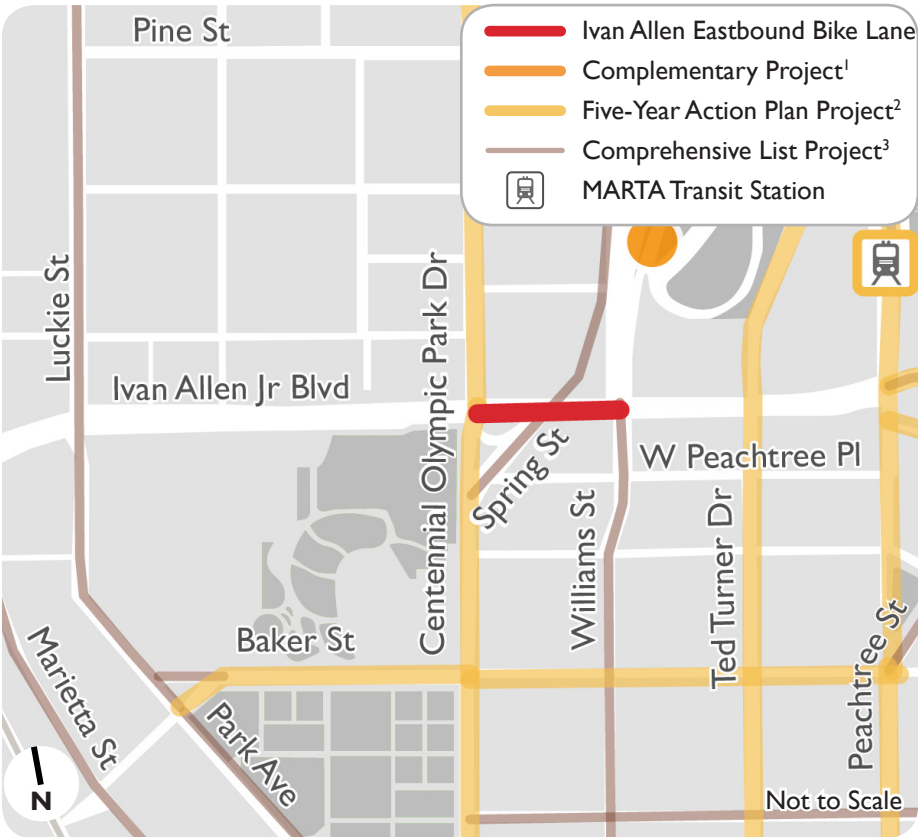 Pine St
Ivan Allen Eastbound Bike Lane
Complementary Project¹
Five-Year Action Plan Project²
Comprehensive List Project³
MARTA Transit Station
Luckie St
Centennial Olympic Park Dr
Ivan Allen Jr Blvd
Spring St
W Peachtree Pl
Williams St
Ted Turner Dr
Baker St
Peachtree St
Marietta St
Park Ave
N
Not to Scale